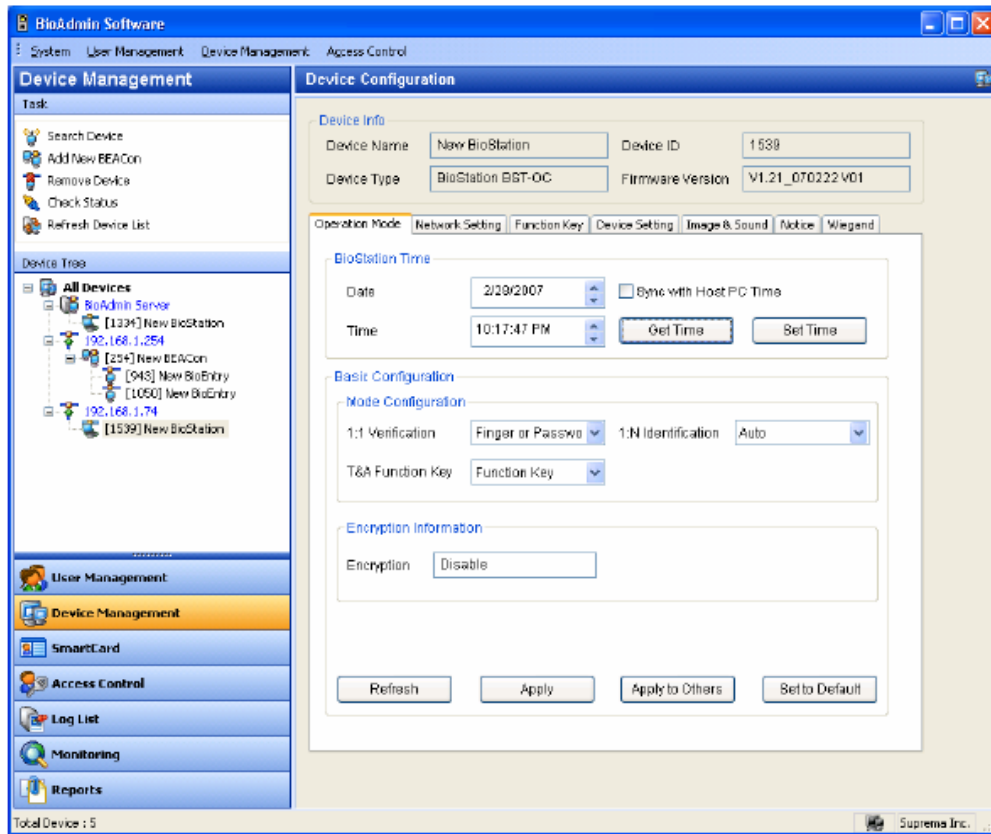 BioAdmin Software
System User Management Device Management Access Control
Device Management
Task
Search Device
Add New BEACon
Remove Device
Check Status
Refresh Device List
Device Tree
All Devices
BioAdmin Server
[1334] New BioStation
192.168.1.254
[254] New BEACon
[943] New BioEntry
[1050] New BioEntry
192.168.1.74
[1539] New BioStation
User Management
Device Management
SmartCard
Access Control
Log List
Monitoring
Reports
Device Configuration
Device Info
Device Name New BioStation Device ID 1539
Device Type BioStation BST-OC Firmware Version V1.21_070222 V01
Operation Mode Network Setting Function Key Device Setting Image & Sound Notice Wiegand
BioStation Time
Date 2/28/2007 Sync with Host PC Time
Time 10:17:47 PM Get Time Set Time
Basic Configuration
Mode Configuration
1:1 Verification Finger or Passwo 1:N Identification Auto
T&A Function Key Function Key
Encryption Information
Encryption Disable
Refresh Apply Apply to Others Set to Default
Total Device : 5 Suprema Inc.